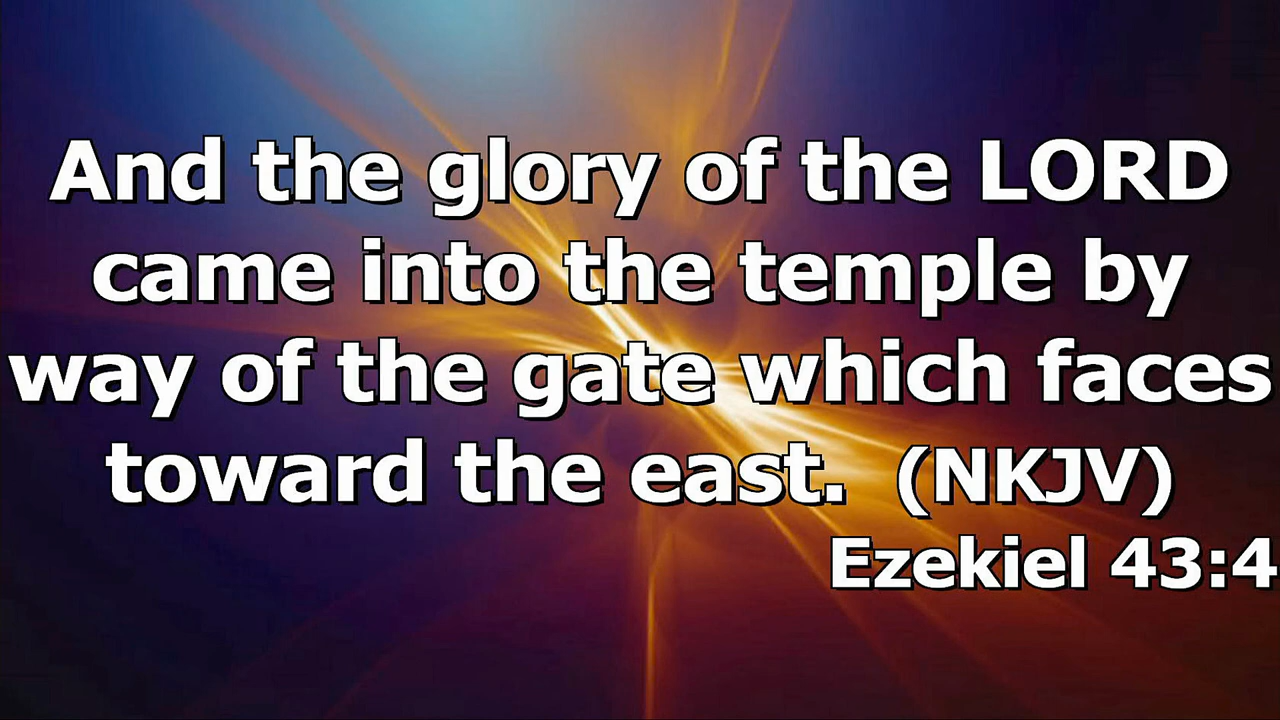 And the glory of the LORD
came into the temple by
way of the gate which faces
toward the east. (NKJV)
Ezekiel 43:4